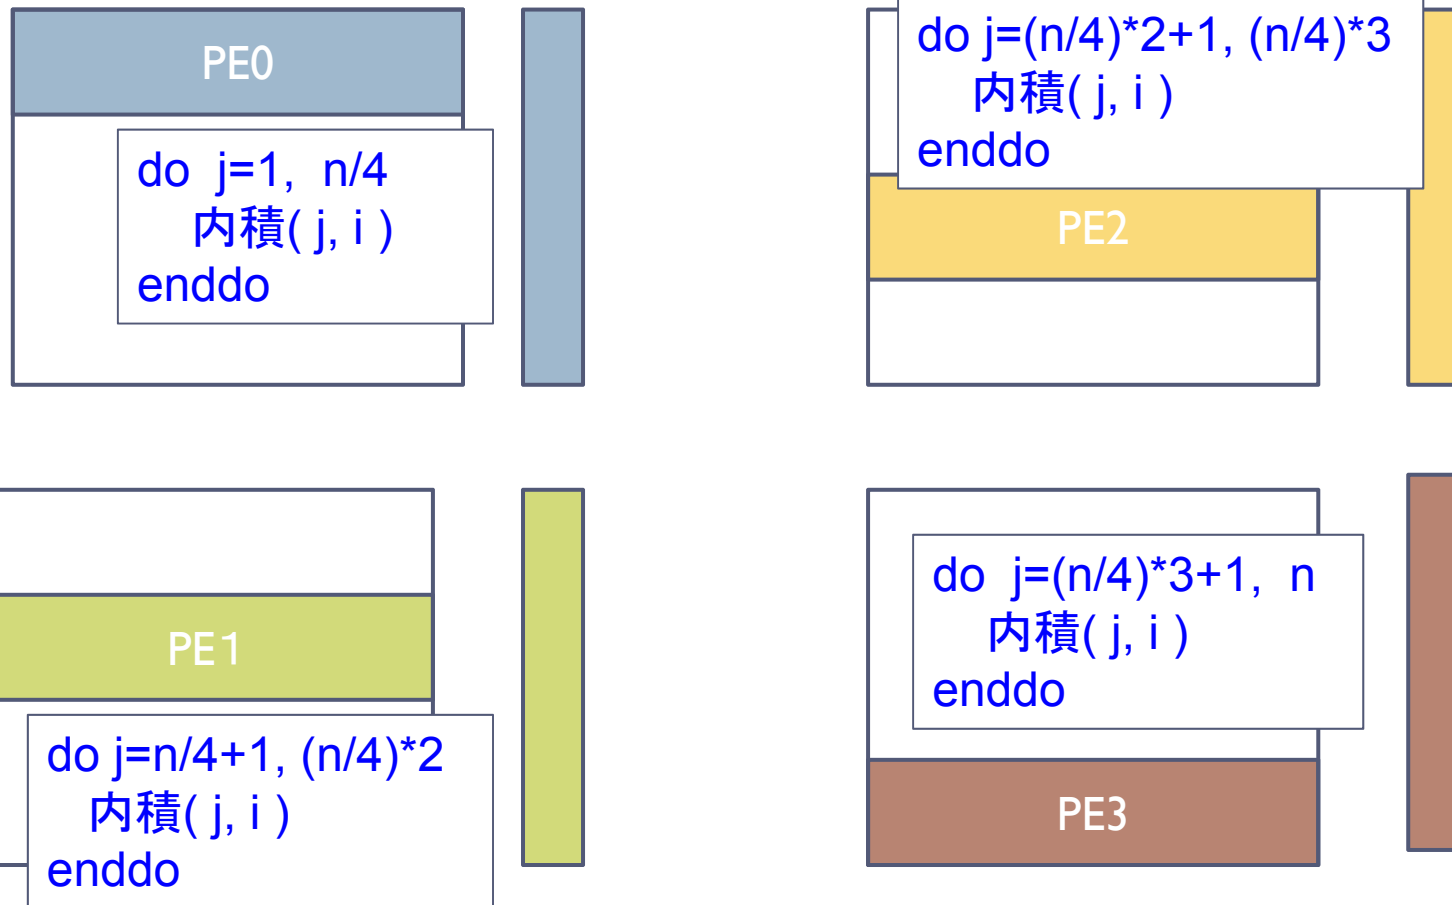 PE0
do  j=1,  n/4
内積( j, i )
enddo
do j=(n/4)*2+1, (n/4)*3
内積( j, i )
enddo
PE2
PE１
do j=n/4+1, (n/4)*2
内積( j, i )
enddo
do  j=(n/4)*3+1,  n
内積( j, i )
enddo
PE3